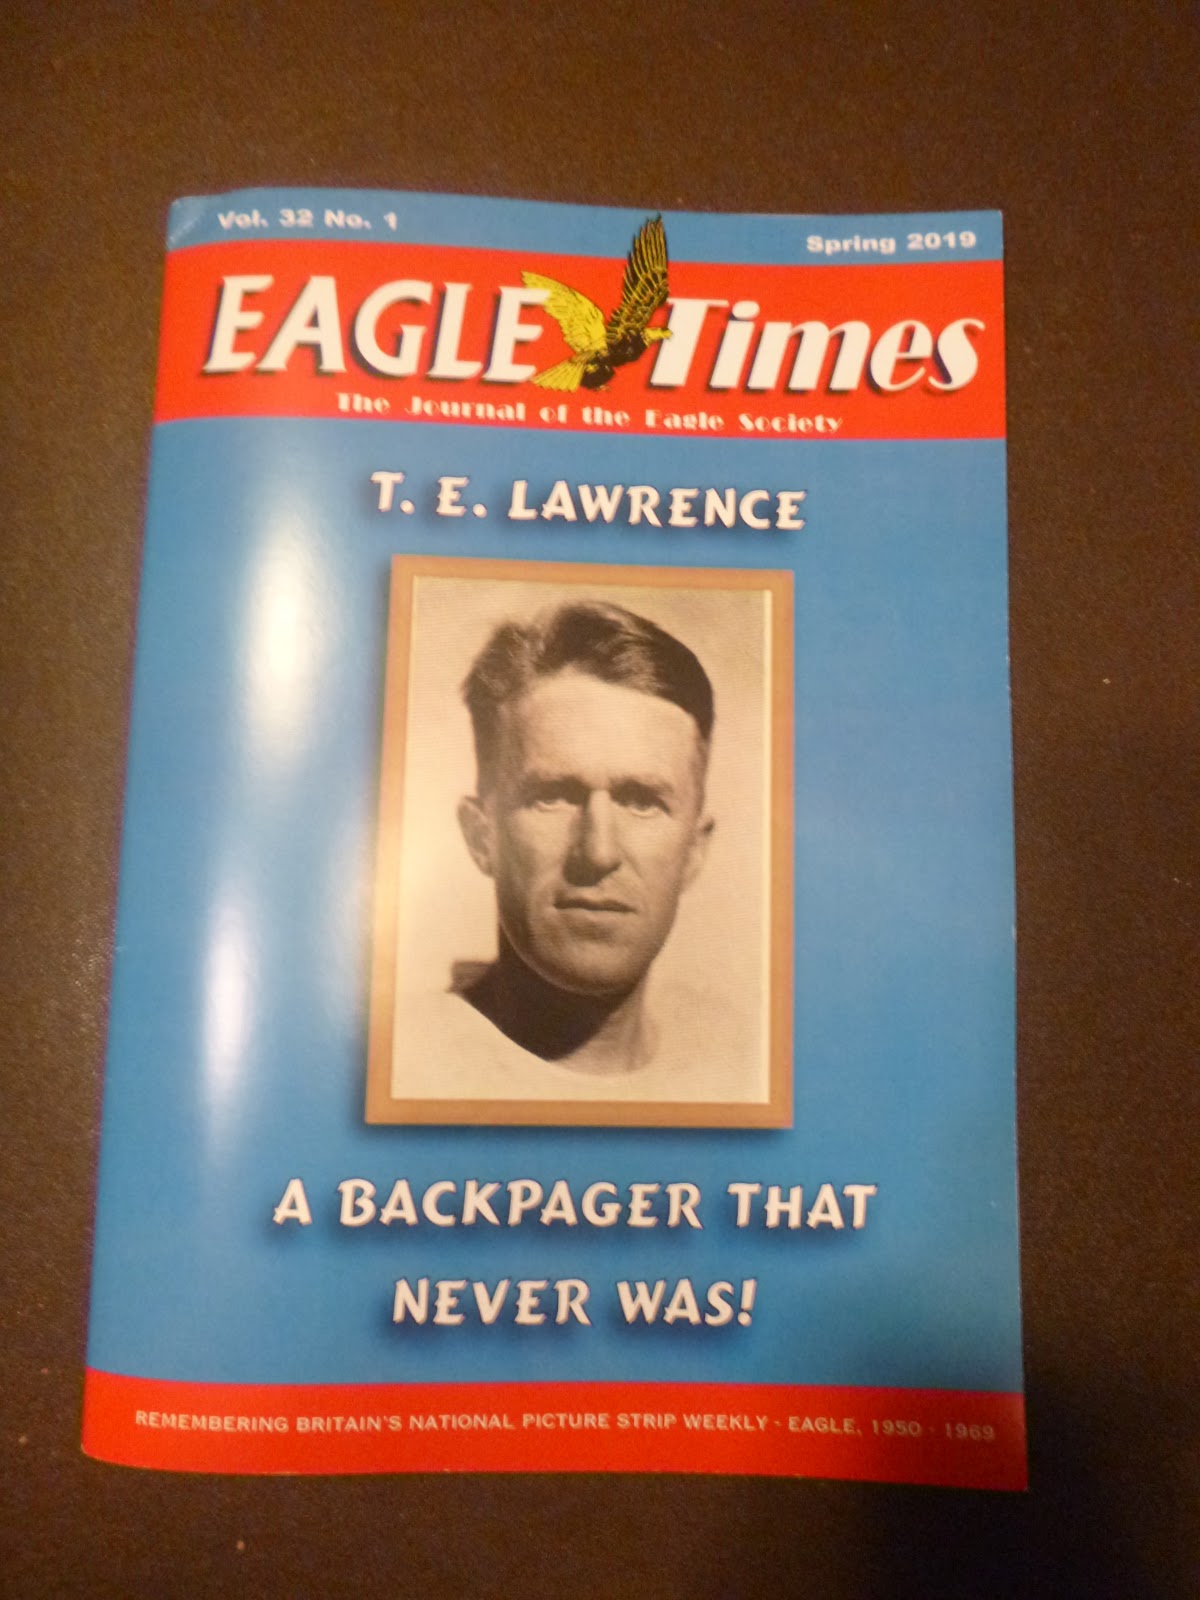 Vol. 32 No. 1
Spring 2019
EAGLE Times
The Journal of the Eagle Society
T. E. LAWRENCE
A BACKPAGER THAT
NEVER WAS!
REMEMBERING BRITAIN'S NATIONAL PICTURE STRIP WEEKLY - EAGLE, 1950 - 1969